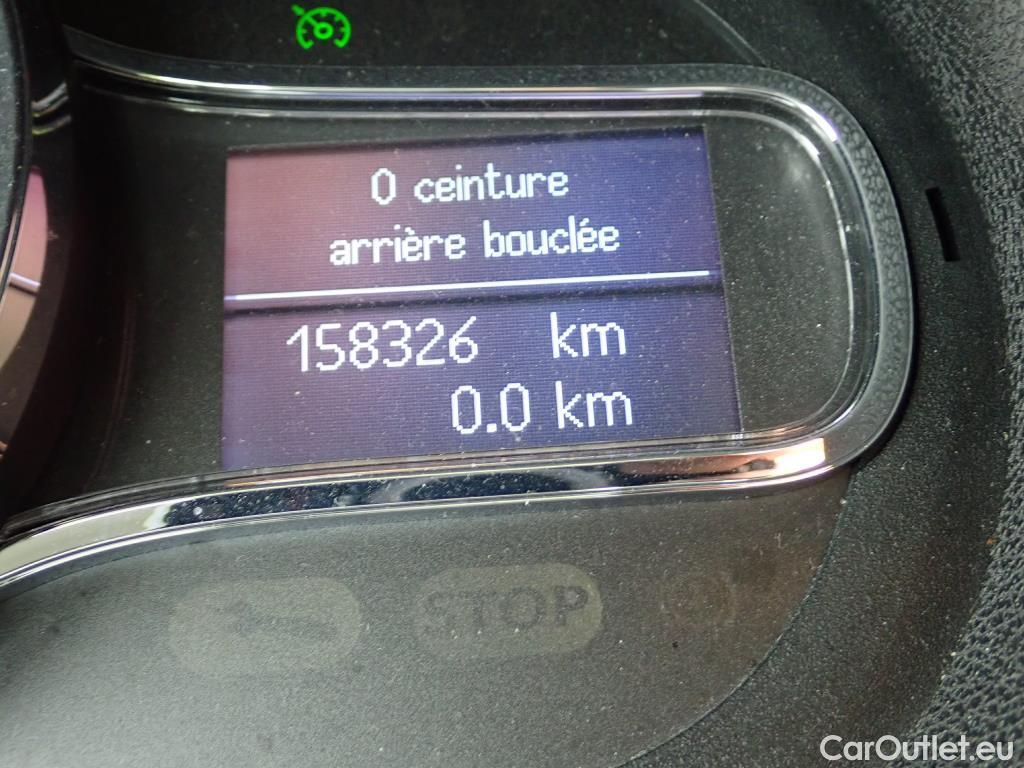 0 ceinture
arrière bouclée
158326 km
0.0 km
STOP
CarOutlet.eu